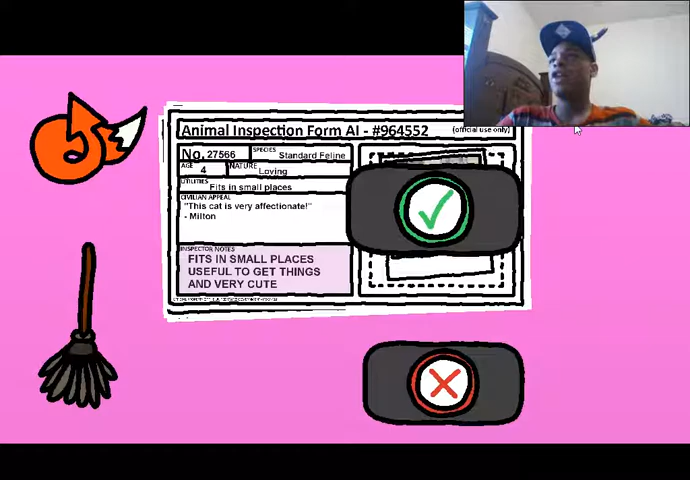 Animal Inspection Form AI - #964552 (official use only)
No. 27566 SPECIES Standard Feline
AGE 4 NATURE Loving
UTILITIES Fits in small places
CIVILIAN APPEAL
"This cat is very affectionate!"
- Milton
INSPECTOR NOTES
FITS IN SMALL PLACES
USEFUL TO GET THINGS
AND VERY CUTE